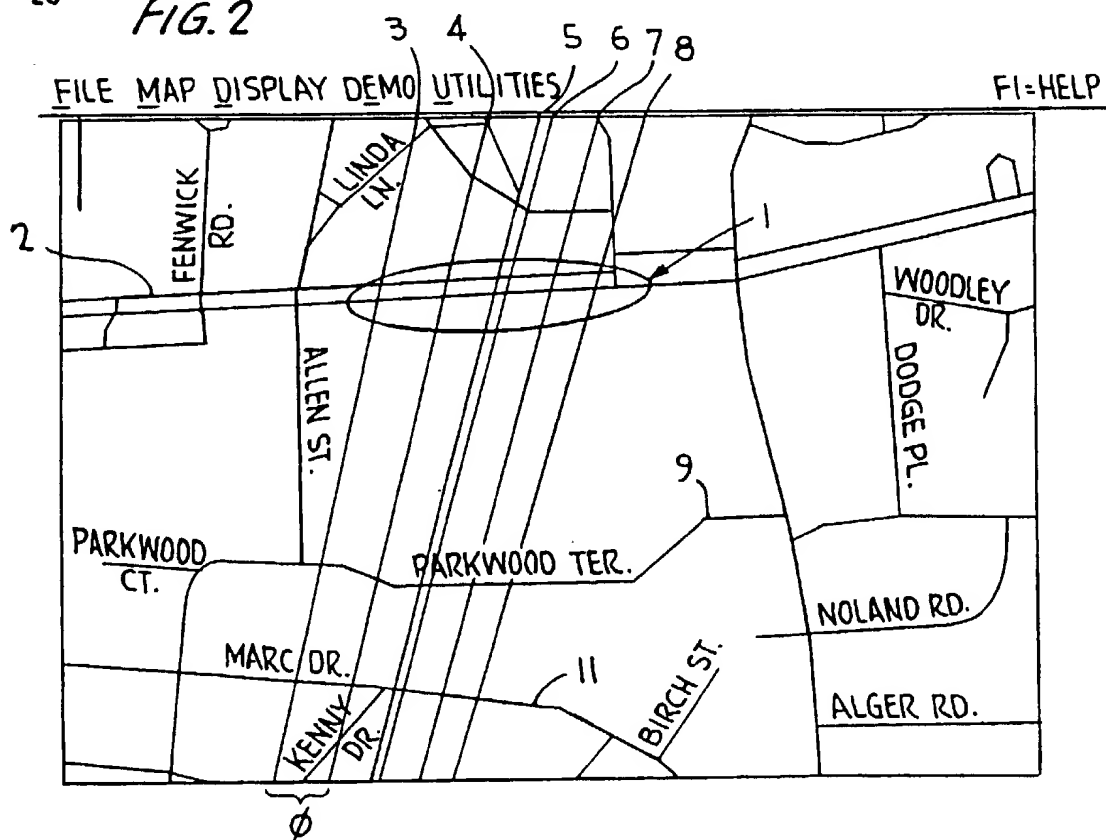 FIG. 2
3 4 5 6 7 8
FILE MAP DISPLAY DEMO UTILITIES F1=HELP
LINDA
LN.
FENWICK
RD.
1
2
WOODLEY
DR.
ALLEN ST.
DODGE PL.
9
PARKWOOD
CT.
PARKWOOD TER.
NOLAND RD.
MARC DR.
11
BIRCH ST.
KENNY
DR.
ALGER RD.
ϕ